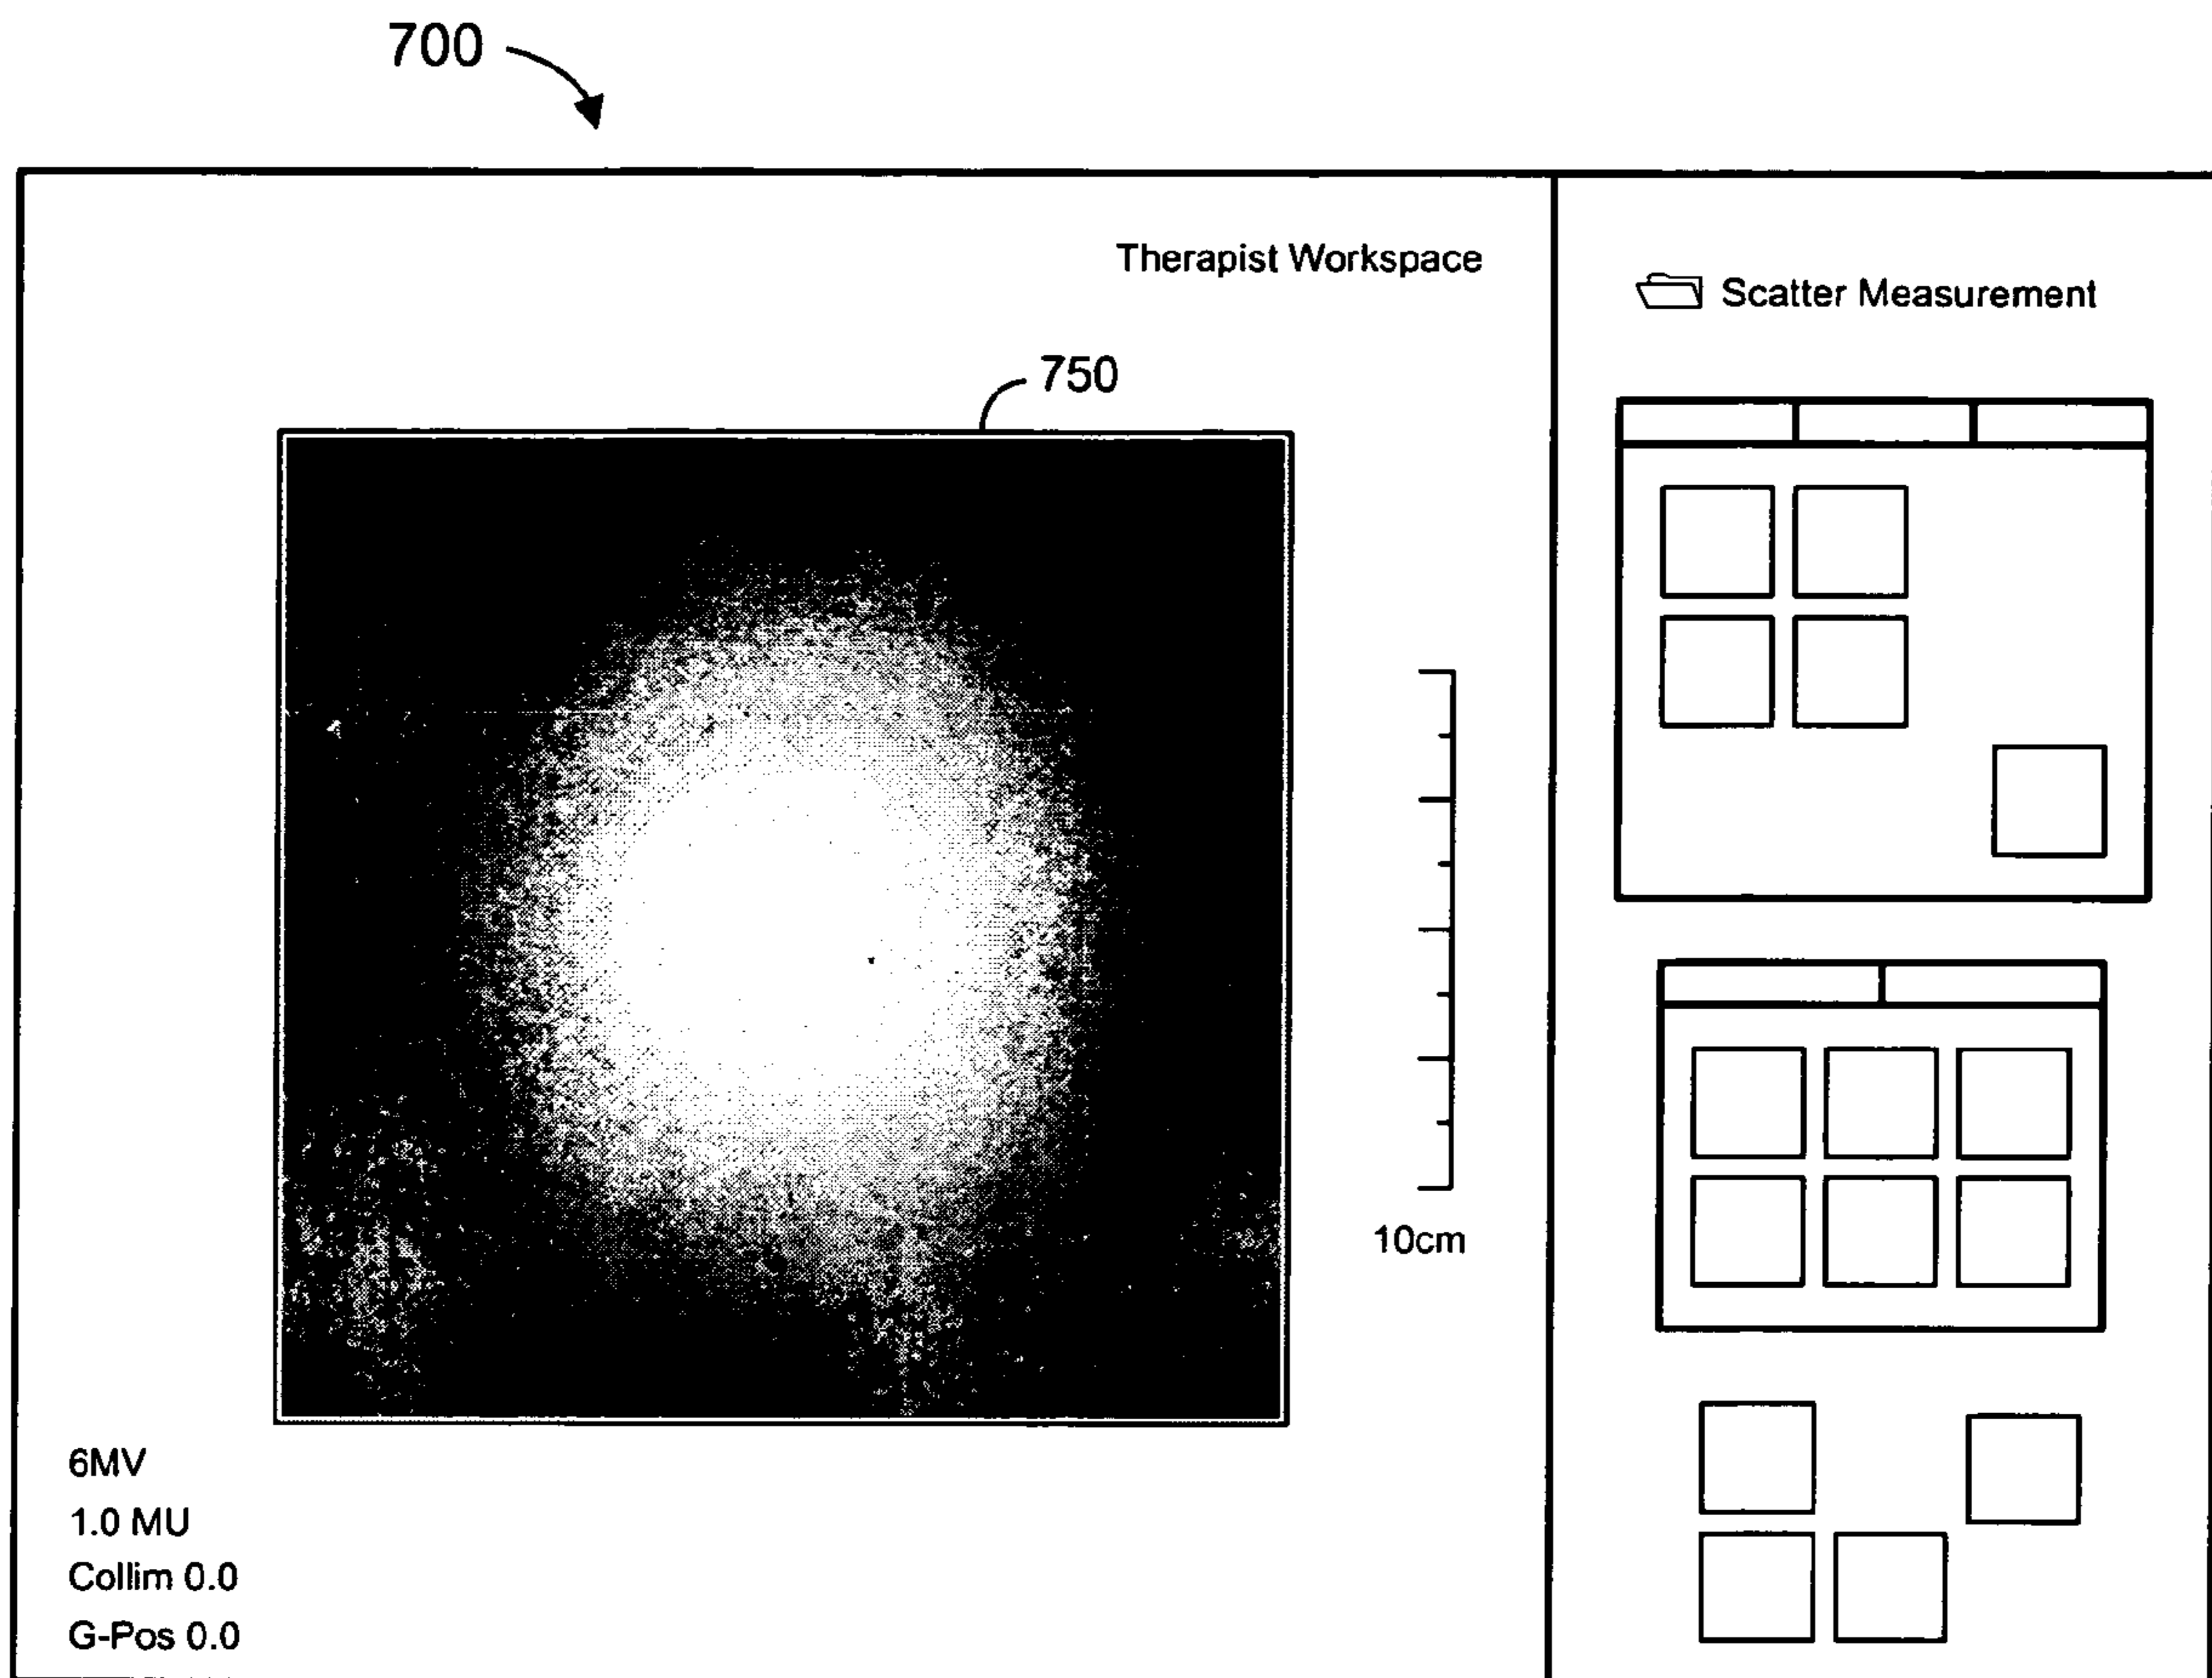 700
Therapist Workspace
Scatter Measurement
750
10cm
6MV
1.0 MU
Collim 0.0
G-Pos 0.0